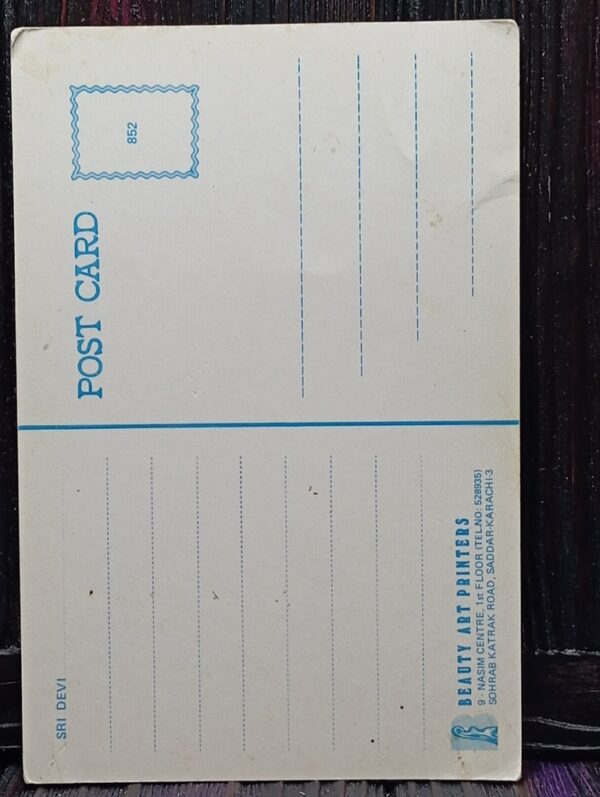 SRI DEVI
BEAUTY ART PRINTERS
9 - NASIM CENTRE, 1st FLOOR (TEL.NO: 528935)
SOHRAB KATRAK ROAD, SADDAR-KARACHI-3
POST CARD
852